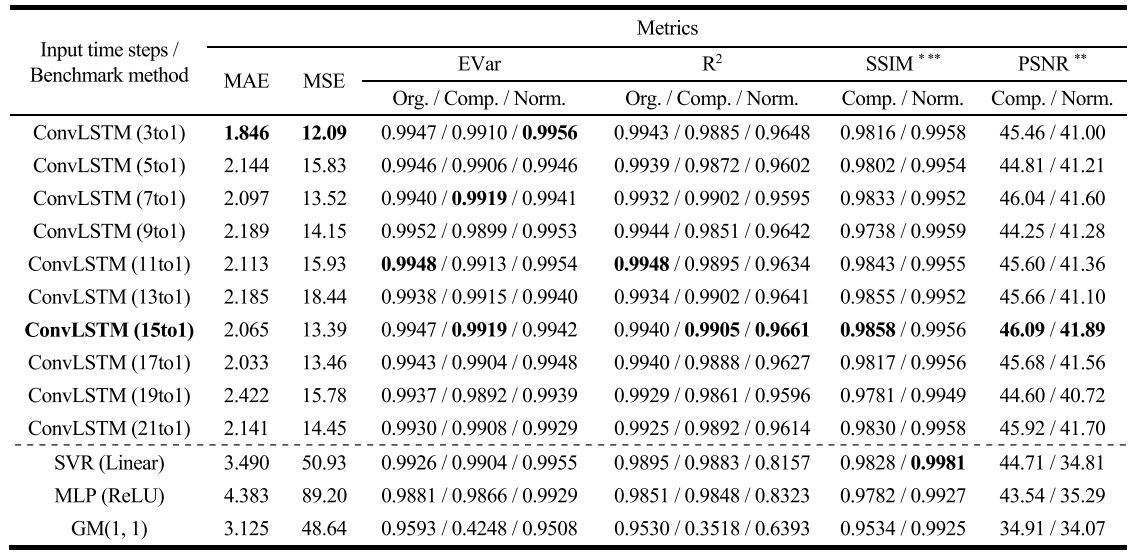 Metrics
Input time steps / Benchmark method
MAE MSE EVar R² SSIM * ** PSNR **
Org. / Comp. / Norm. Org. / Comp. / Norm. Comp. / Norm. Comp. / Norm.
ConvLSTM (3to1) 1.846 12.09 0.9947 / 0.9910 / 0.9956 0.9943 / 0.9885 / 0.9648 0.9816 / 0.9958 45.46 / 41.00
ConvLSTM (5to1) 2.144 15.83 0.9946 / 0.9906 / 0.9946 0.9939 / 0.9872 / 0.9602 0.9802 / 0.9954 44.81 / 41.21
ConvLSTM (7to1) 2.097 13.52 0.9940 / 0.9919 / 0.9941 0.9932 / 0.9902 / 0.9595 0.9833 / 0.9952 46.04 / 41.60
ConvLSTM (9to1) 2.189 14.15 0.9952 / 0.9899 / 0.9953 0.9944 / 0.9851 / 0.9642 0.9738 / 0.9959 44.25 / 41.28
ConvLSTM (11to1) 2.113 15.93 0.9948 / 0.9913 / 0.9954 0.9948 / 0.9895 / 0.9634 0.9843 / 0.9955 45.60 / 41.36
ConvLSTM (13to1) 2.185 18.44 0.9938 / 0.9915 / 0.9940 0.9934 / 0.9902 / 0.9641 0.9855 / 0.9952 45.66 / 41.10
ConvLSTM (15to1) 2.065 13.39 0.9947 / 0.9919 / 0.9942 0.9940 / 0.9905 / 0.9661 0.9858 / 0.9956 46.09 / 41.89
ConvLSTM (17to1) 2.033 13.46 0.9943 / 0.9904 / 0.9948 0.9940 / 0.9888 / 0.9627 0.9817 / 0.9956 45.68 / 41.56
ConvLSTM (19to1) 2.422 15.78 0.9937 / 0.9892 / 0.9939 0.9929 / 0.9861 / 0.9596 0.9781 / 0.9949 44.60 / 40.72
ConvLSTM (21to1) 2.141 14.45 0.9930 / 0.9908 / 0.9929 0.9925 / 0.9892 / 0.9614 0.9830 / 0.9958 45.92 / 41.70
SVR (Linear) 3.490 50.93 0.9926 / 0.9904 / 0.9955 0.9895 / 0.9883 / 0.8157 0.9828 / 0.9981 44.71 / 34.81
MLP (ReLU) 4.383 89.20 0.9881 / 0.9866 / 0.9929 0.9851 / 0.9848 / 0.8323 0.9782 / 0.9927 43.54 / 35.29
GM(1, 1) 3.125 48.64 0.9593 / 0.4248 / 0.9508 0.9530 / 0.3518 / 0.6393 0.9534 / 0.9925 34.91 / 34.07